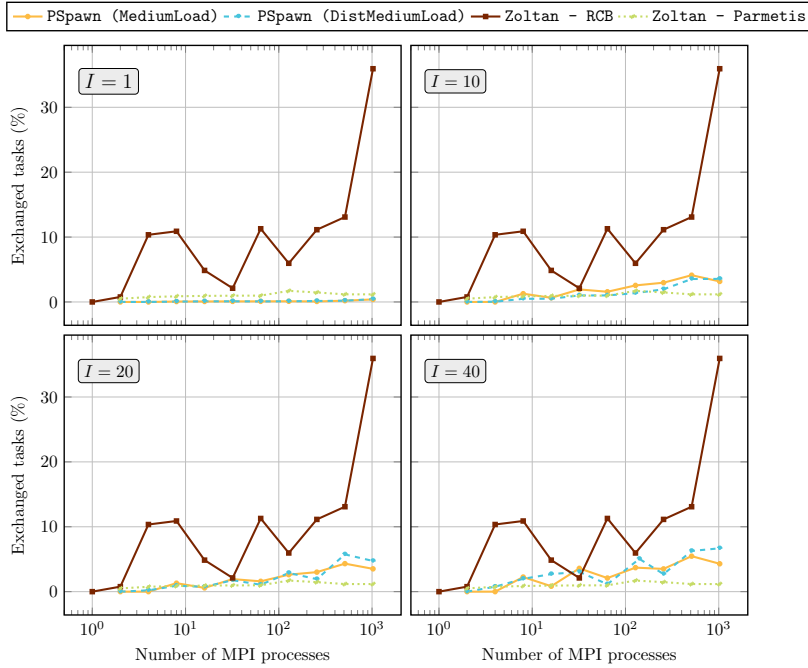 PSpawn (MediumLoad) PSpawn (DistMediumLoad) Zoltan - RCB Zoltan - Parmetis
I = 1
I = 10
Exchanged tasks (%)
30
20
10
0
I = 20
I = 40
Exchanged tasks (%)
30
20
10
0
10^0 10^1 10^2 10^3
10^0 10^1 10^2 10^3
Number of MPI processes
Number of MPI processes